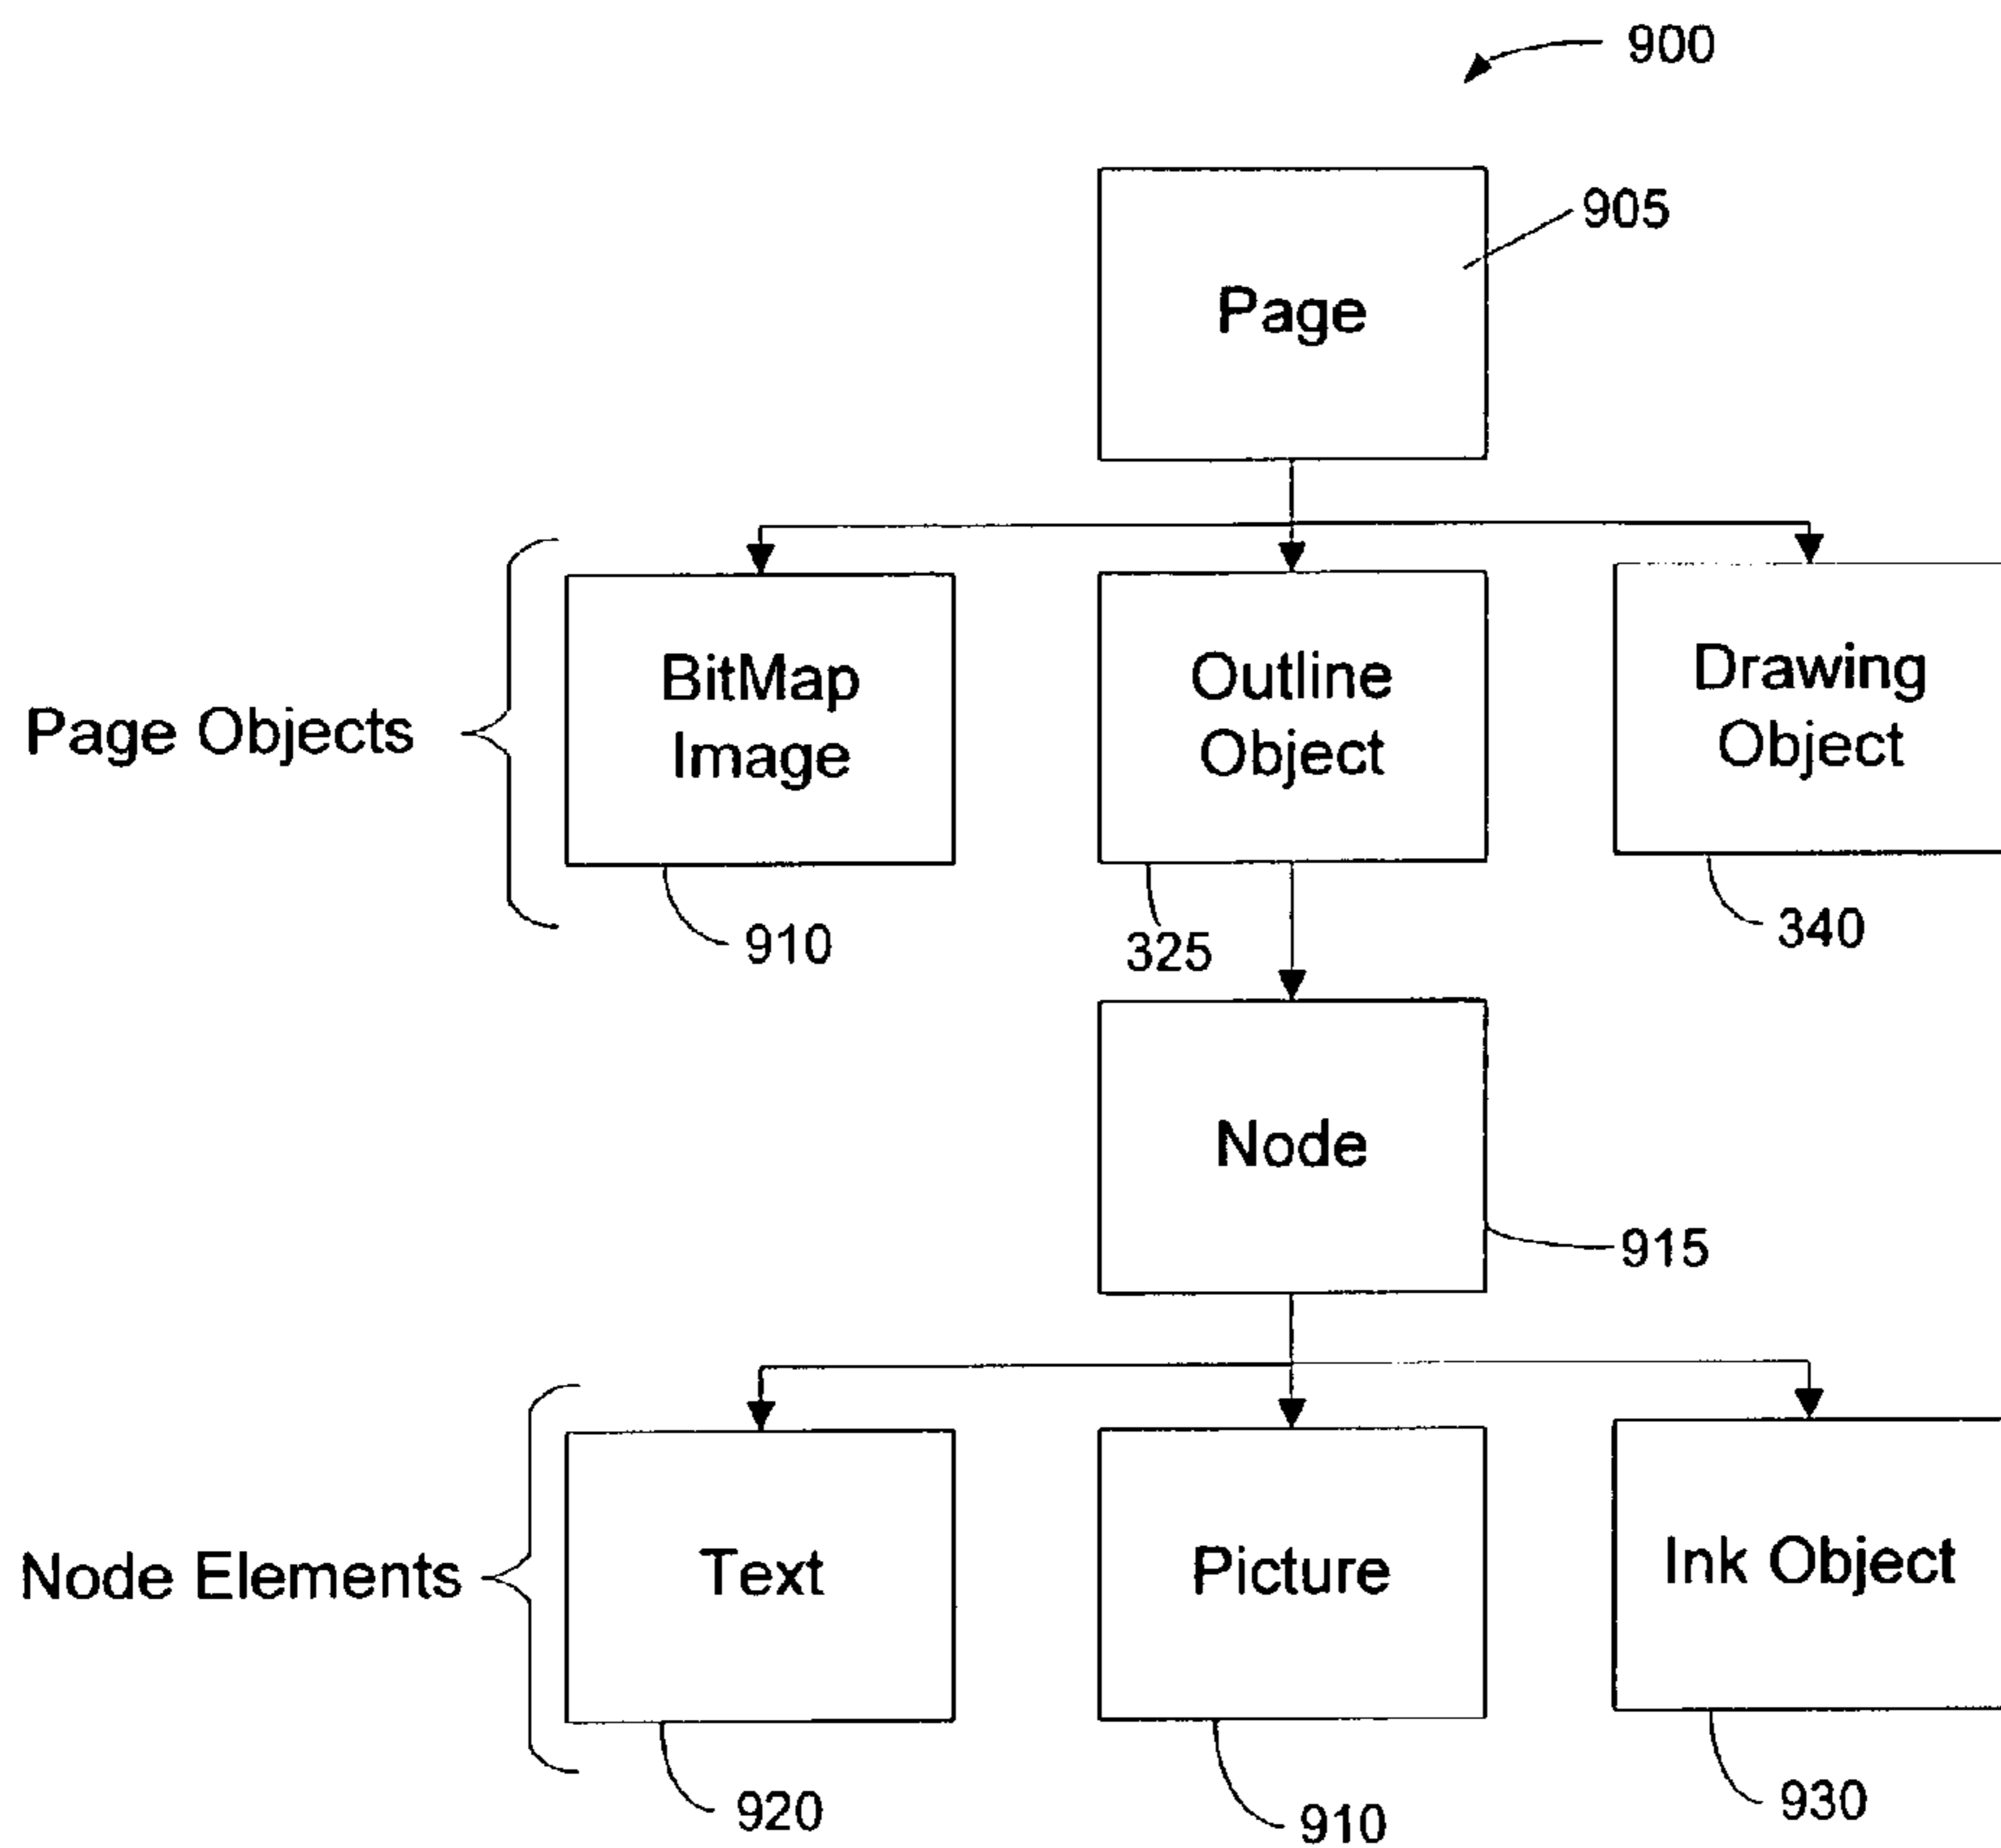 900
905
Page
Page Objects
BitMap
Image
Outline
Object
Drawing
Object
910
325
340
Node
915
Node Elements
Text
Picture
Ink Object
920
910
930